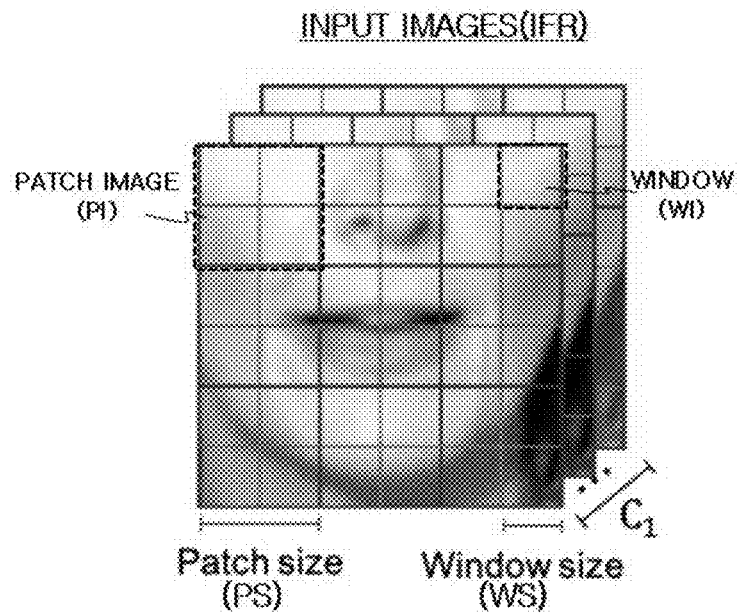 INPUT IMAGES(IFR)
PATCH IMAGE
(PI)
WINDOW
(WI)
C1
Patch size
(PS)
Window size
(WS)